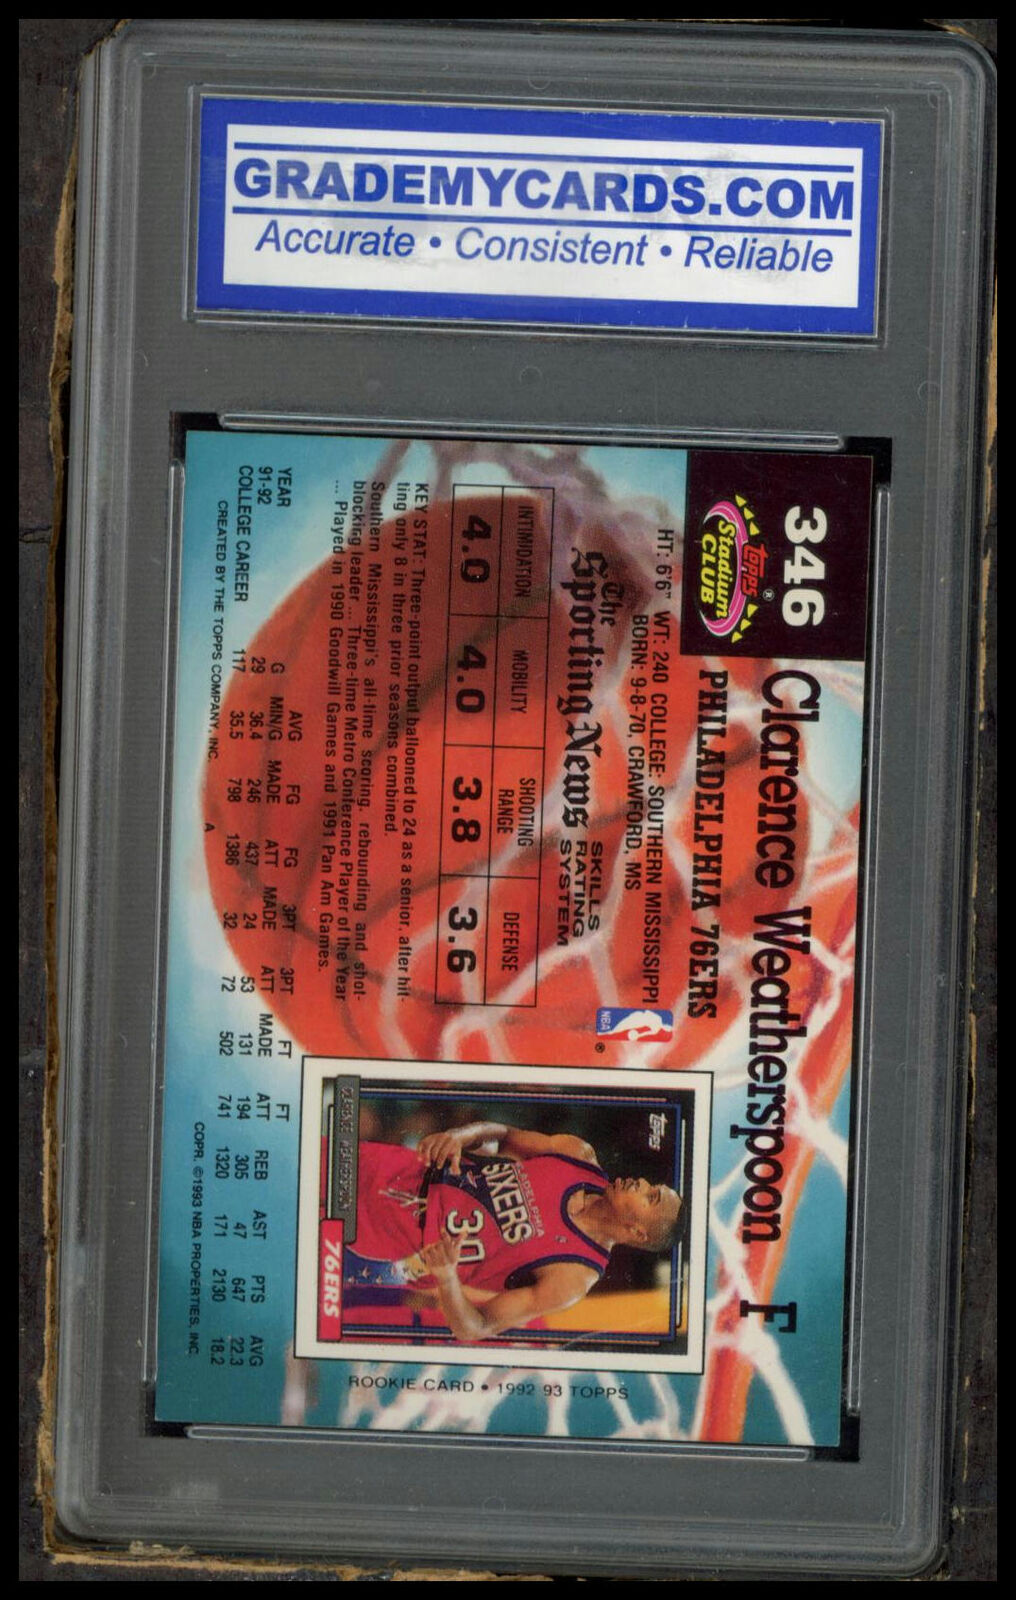 GRADEMYCARDS.COM
Accurate • Consistent • Reliable
346
Clarence Weatherspoon F
Topps®
Stadium
CLUB
PHILADELPHIA 76ERS
HT: 6'6" WT: 240 COLLEGE: SOUTHERN MISSISSIPPI
BORN: 9-8-70, CRAWFORD, MS
NBA ®
The
Sporting News
SKILLS
RATING
SYSTEM
INTIMIDATION MOBILITY SHOOTING RANGE DEFENSE
4.0 4.0 3.8 3.6
KEY STAT: Three-point output ballooned to 24 as a senior, after hit-
ting only 8 in three prior seasons combined.
Southern Mississippi's all-time scoring, rebounding and shot-
blocking leader ... Three-time Metro Conference Player of the Year
... Played in 1990 Goodwill Games and 1991 Pan Am Games.
Topps
PHILADELPHIA
SIXERS
30
CLARENCE WEATHERSPOON
76ERS
ROOKIE CARD • 1992 93 TOPPS
YEAR G AVG MIN/G FG MADE FG ATT 3PT MADE 3PT ATT FT MADE FT ATT REB AST PTS AVG
91-92 29 36.4 246 437 24 53 131 194 305 47 647 22.3
COLLEGE CAREER 117 35.5 798 1386 32 72 502 741 1320 171 2130 18.2
CREATED BY THE TOPPS COMPANY, INC. A COPR. ©1993 NBA PROPERTIES, INC.